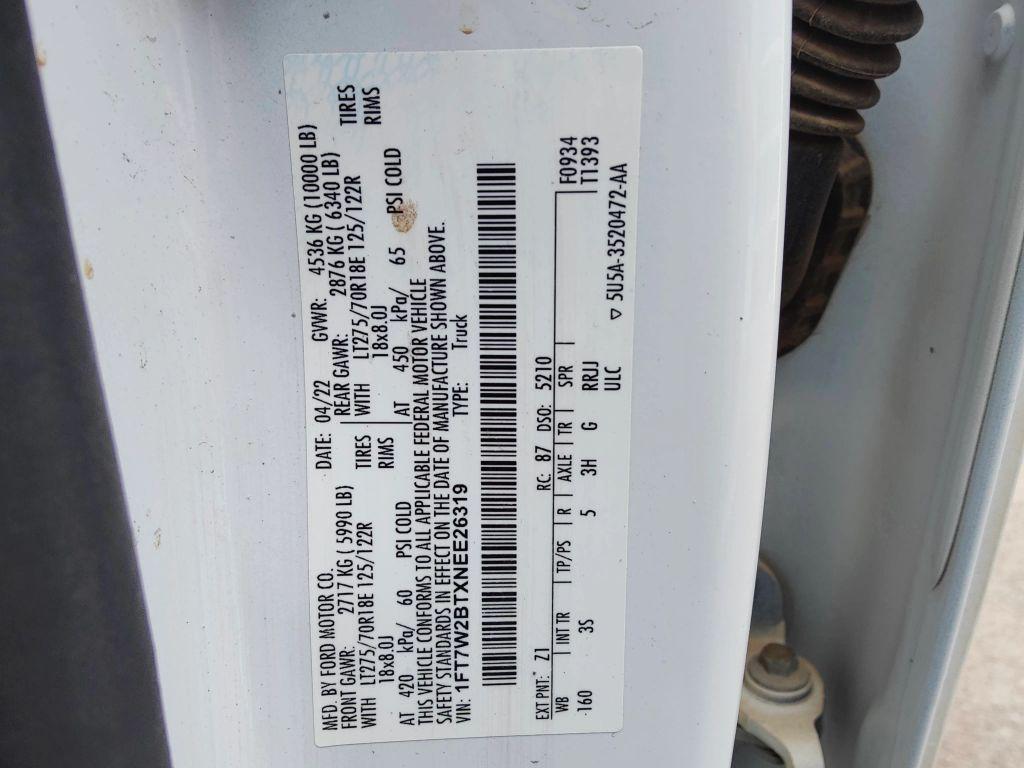 MFD. BY FORD MOTOR CO. DATE: 04/22 GVWR: 4536 KG (10000 LB)
FRONT GAWR: 2717 KG ( 5990 LB) REAR GAWR: 2876 KG ( 6340 LB)
WITH LT275/70R18E 125/122R TIRES WITH LT275/70R18E 125/122R TIRES
18x8.0J RIMS 18x8.0J RIMS
AT 420 kPa/ 60 PSI COLD AT 450 kPa/ 65 PSI COLD
THIS VEHICLE CONFORMS TO ALL APPLICABLE FEDERAL MOTOR VEHICLE
SAFETY STANDARDS IN EFFECT ON THE DATE OF MANUFACTURE SHOWN ABOVE.
VIN: 1FT7W2BTXNEE26319 TYPE: Truck
EXT PNT: Z1 RC: 87 DSO: 5210
WB INT TR TP/PS R AXLE TR SPR F0934
160 3S 5 3H G RRUJ T1393
ULC 5U5A-3520472-AA